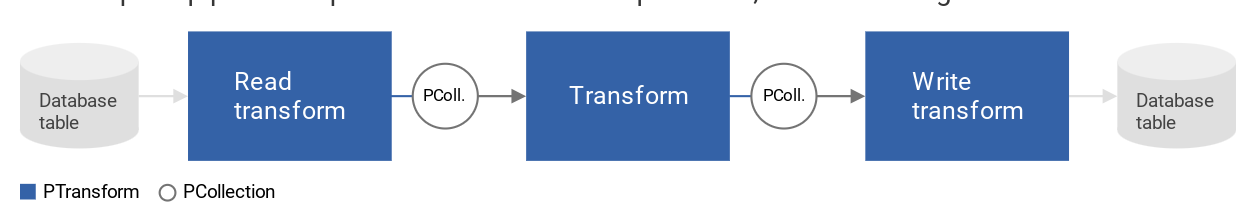 Database
table
Read
transform
PColl.
Transform
PColl.
Write
transform
Database
table
PTransform
PCollection